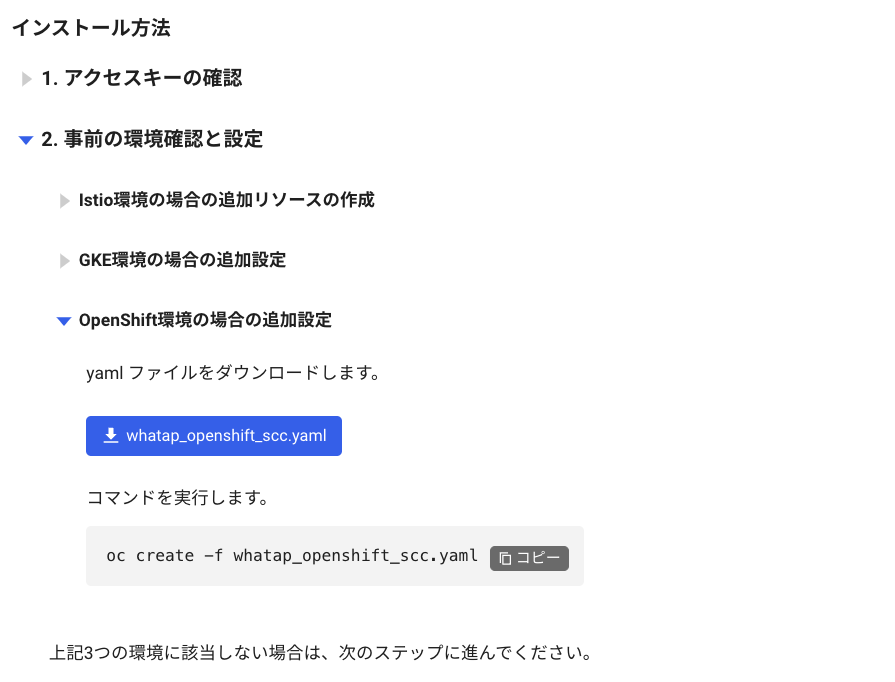 インストール方法
1. アクセスキーの確認
2. 事前の環境確認と設定
Istio環境の場合の追加リソースの作成
GKE環境の場合の追加設定
OpenShift環境の場合の追加設定
yaml ファイルをダウンロードします。
whatap_openshift_scc.yaml
コマンドを実行します。
oc create -f whatap_openshift_scc.yaml コピー
上記3つの環境に該当しない場合は、次のステップに進んでください。